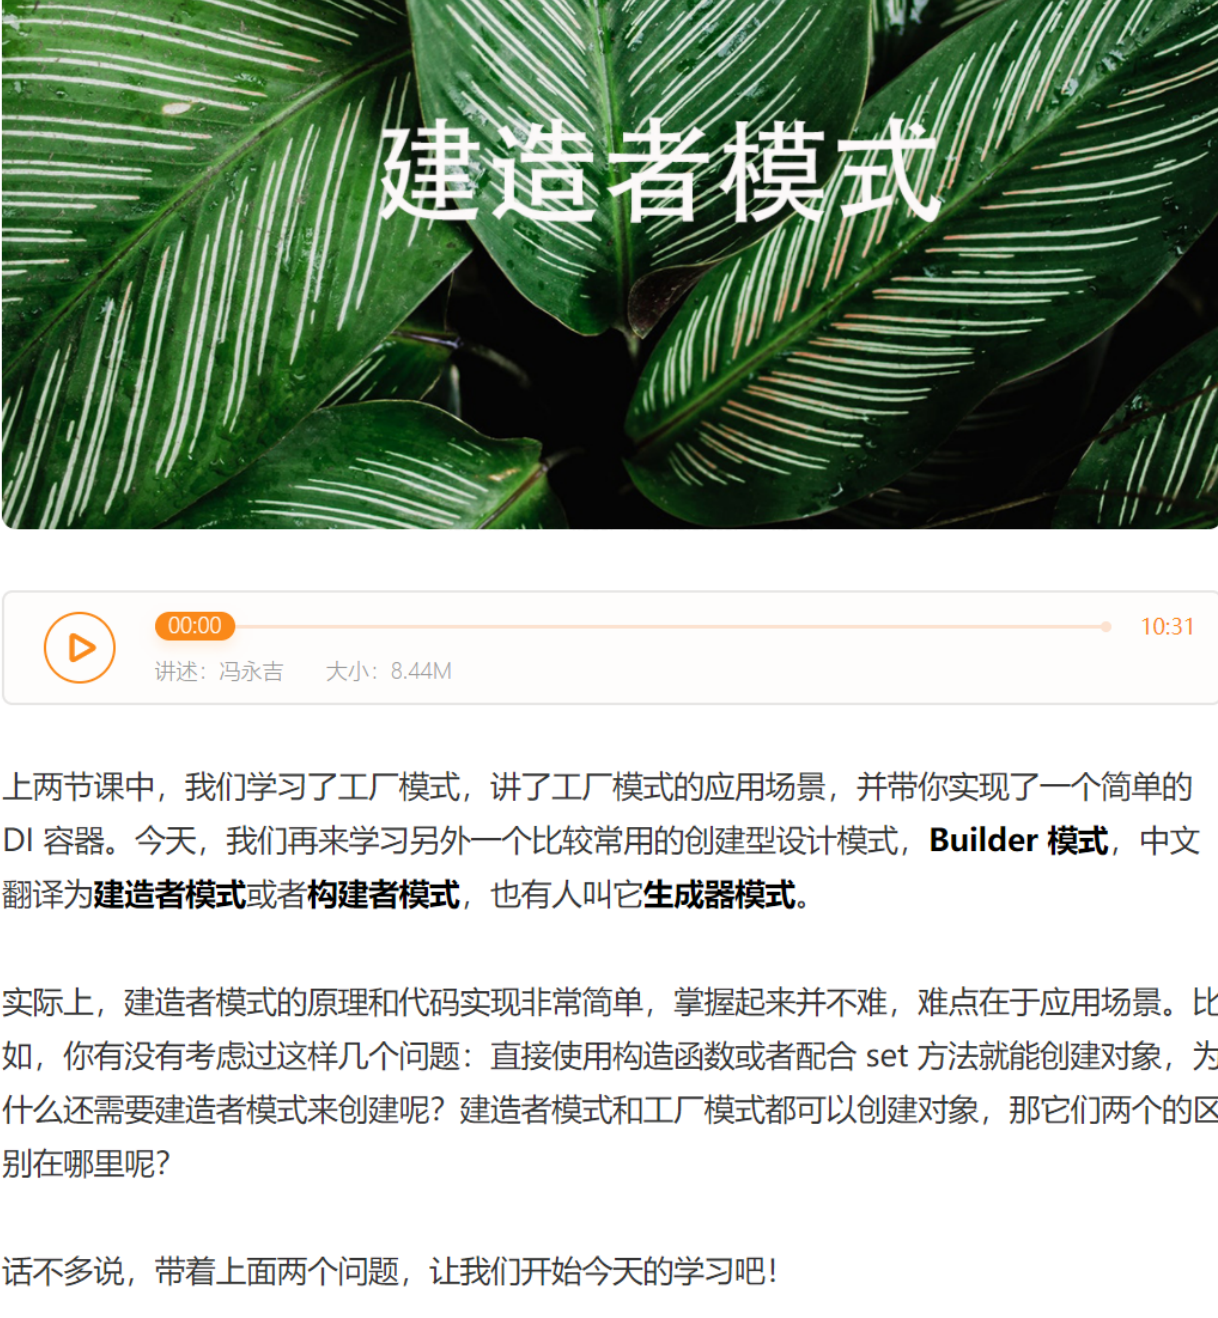 建造者模式
00:00
10:31
讲述：冯永吉 大小：8.44M
上两节课中，我们学习了工厂模式，讲了工厂模式的应用场景，并带你实现了一个简单的
DI 容器。今天，我们再来学习另外一个比较常用的创建型设计模式，Builder 模式，中文
翻译为建造者模式或者构建者模式，也有人叫它生成器模式。
实际上，建造者模式的原理和代码实现非常简单，掌握起来并不难，难点在于应用场景。比
如，你有没有考虑过这样几个问题：直接使用构造函数或者配合 set 方法就能创建对象，为
什么还需要建造者模式来创建呢？建造者模式和工厂模式都可以创建对象，那它们两个的区
别在哪里呢？
话不多说，带着上面两个问题，让我们开始今天的学习吧！